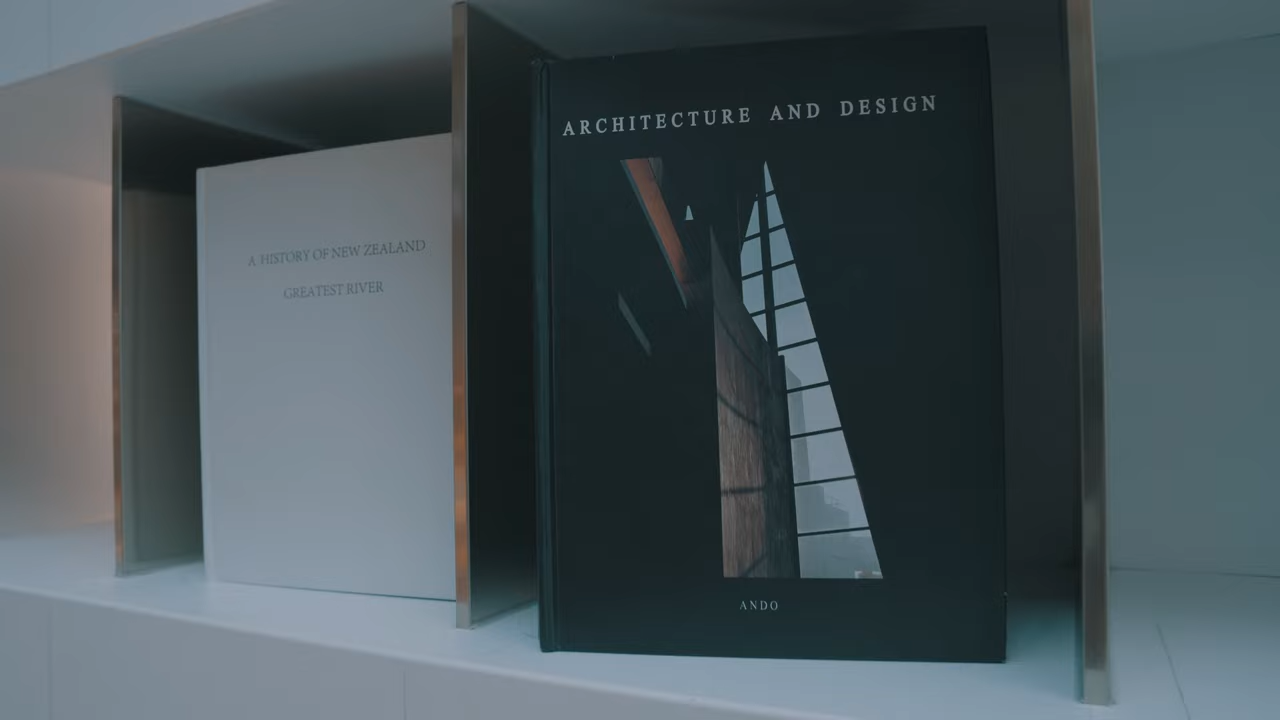 A HISTORY OF NEW ZEALAND
GREATEST RIVER
ARCHITECTURE AND DESIGN
ANDO